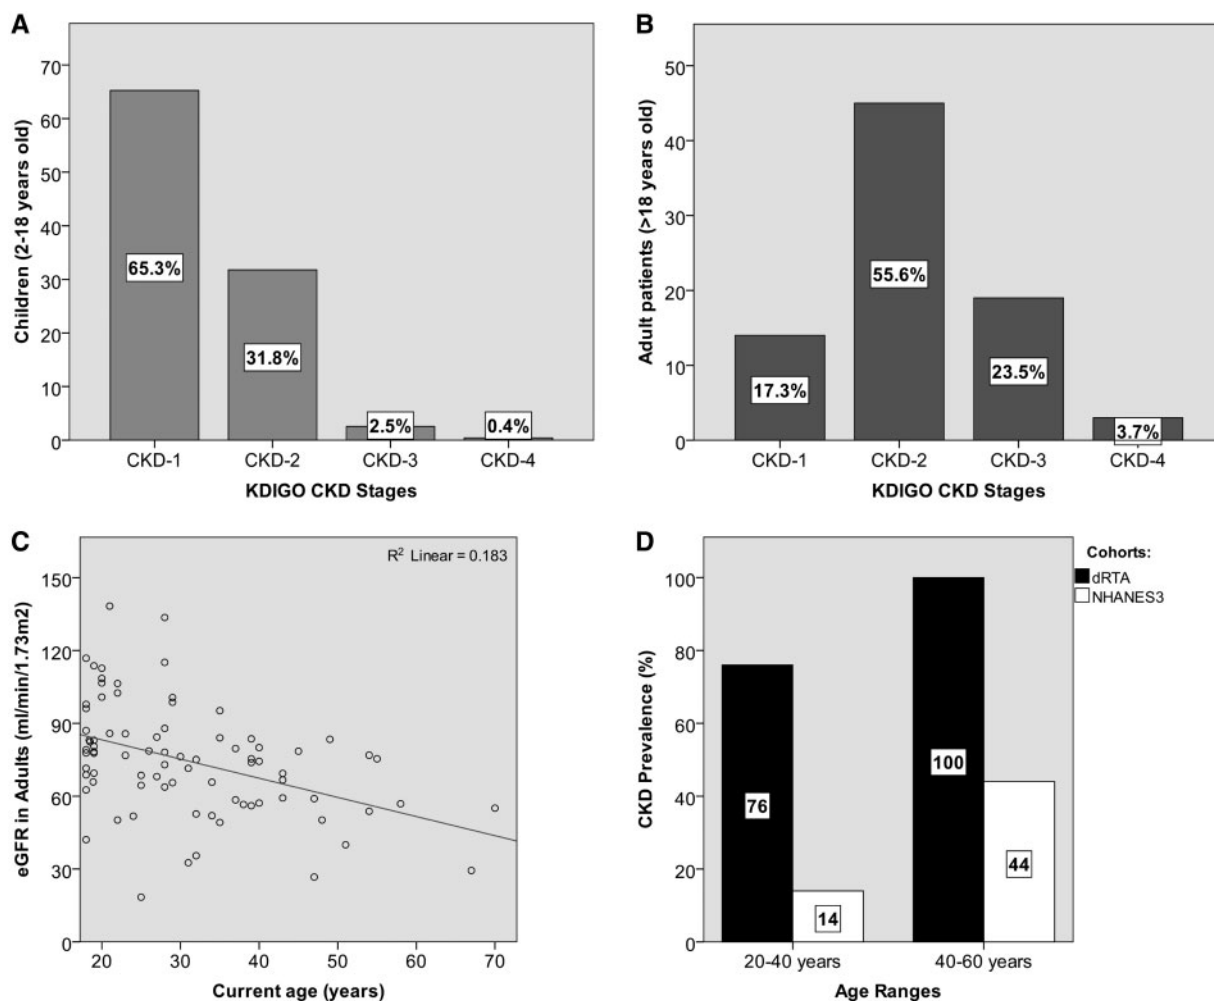 A
Children (2-18 years old)
70
60
50
40
30
20
10
0
65.3%
31.8%
2.5%
0.4%
CKD-1 CKD-2 CKD-3 CKD-4
KDIGO CKD Stages
B
Adult patients (>18 years old)
50
40
30
20
10
0
17.3%
55.6%
23.5%
3.7%
CKD-1 CKD-2 CKD-3 CKD-4
KDIGO CKD Stages
C
R² Linear = 0.183
eGFR in Adults (ml/min/1.73m2)
150
120
90
60
30
0
20 30 40 50 60 70
Current age (years)
D
Cohorts:
dRTA
NHANES3
CKD Prevalence (%)
100
80
60
40
20
0
76
14
100
44
20-40 years 40-60 years
Age Ranges